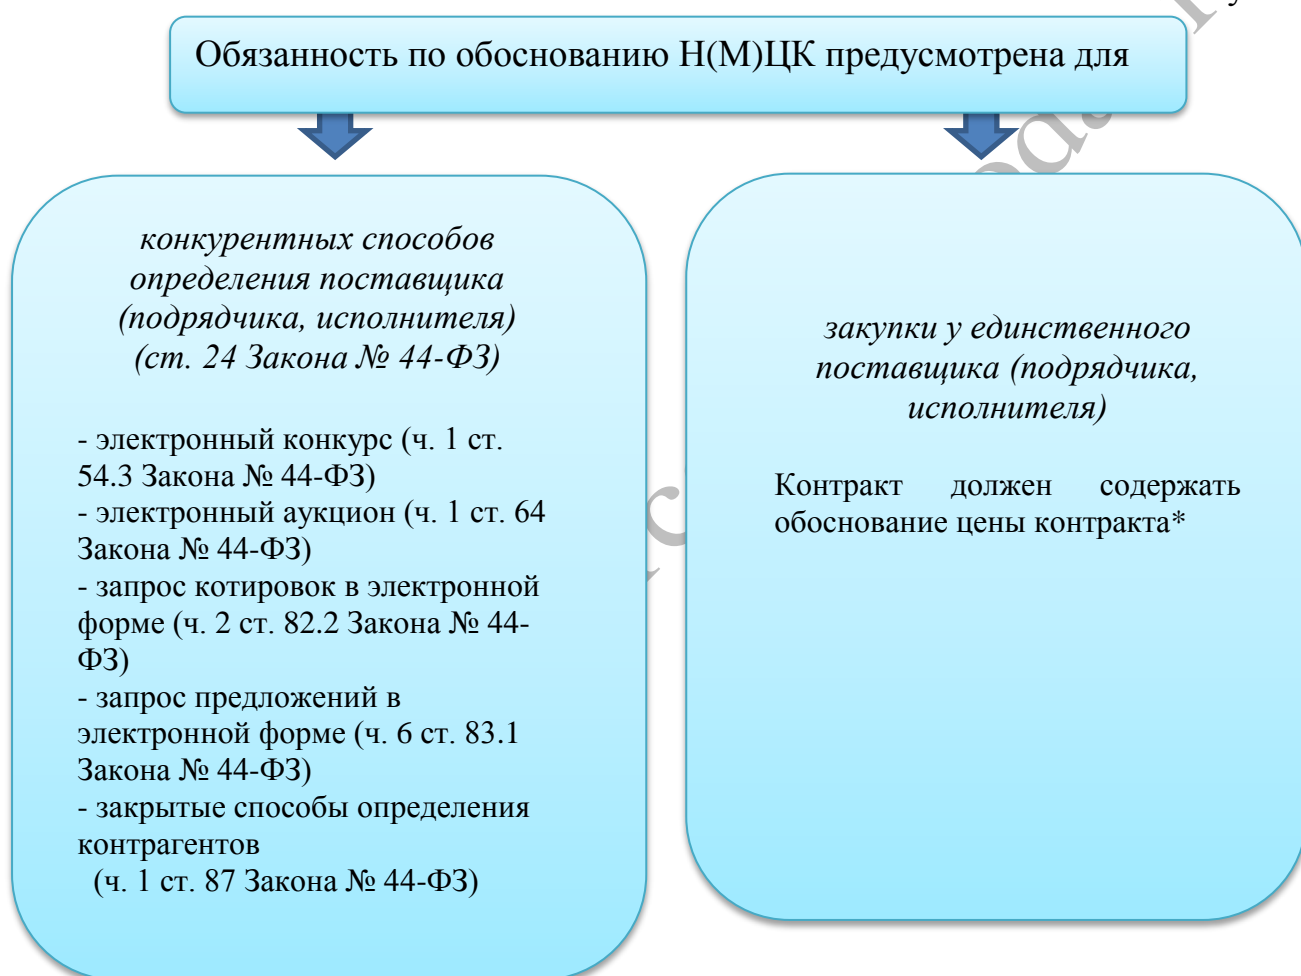 Обязанность по обоснованию Н(М)ЦК предусмотрена для
конкурентных способов
определения поставщика
(подрядчика, исполнителя)
(ст. 24 Закона № 44-ФЗ)
- электронный конкурс (ч. 1 ст.
54.3 Закона № 44-ФЗ)
- электронный аукцион (ч. 1 ст. 64
Закона № 44-ФЗ)
- запрос котировок в электронной
форме (ч. 2 ст. 82.2 Закона № 44-
ФЗ)
- запрос предложений в
электронной форме (ч. 6 ст. 83.1
Закона № 44-ФЗ)
- закрытые способы определения
контрагентов
(ч. 1 ст. 87 Закона № 44-ФЗ)
закупки у единственного
поставщика (подрядчика,
исполнителя)
Контракт должен содержать
обоснование цены контракта*